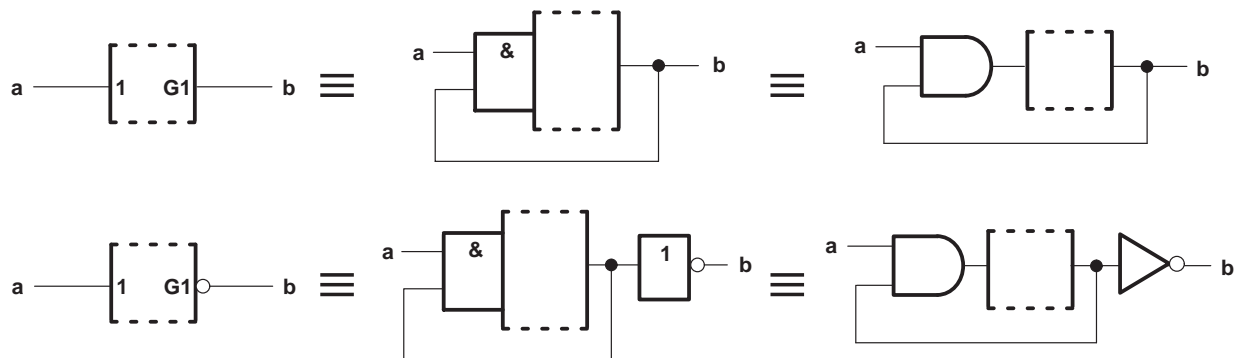 a 1 G1 b ≡ a & b ≡ a b
a 1 G1 b ≡ a & 1 b ≡ a b